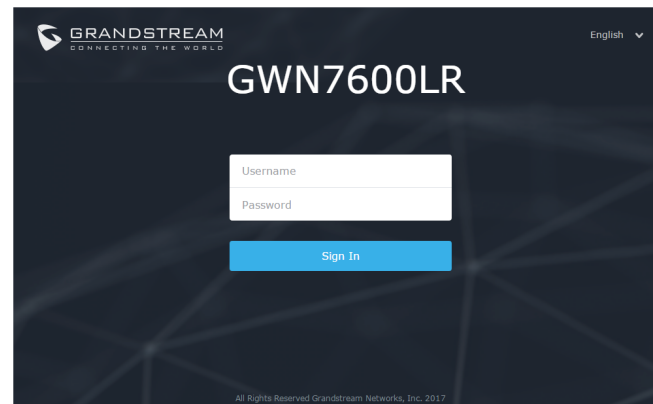 GRANDSTREAM
CONNECTING THE WORLD
English
GWN7600LR
Username
Password
Sign In
All Rights Reserved Grandstream Networks, Inc. 2017